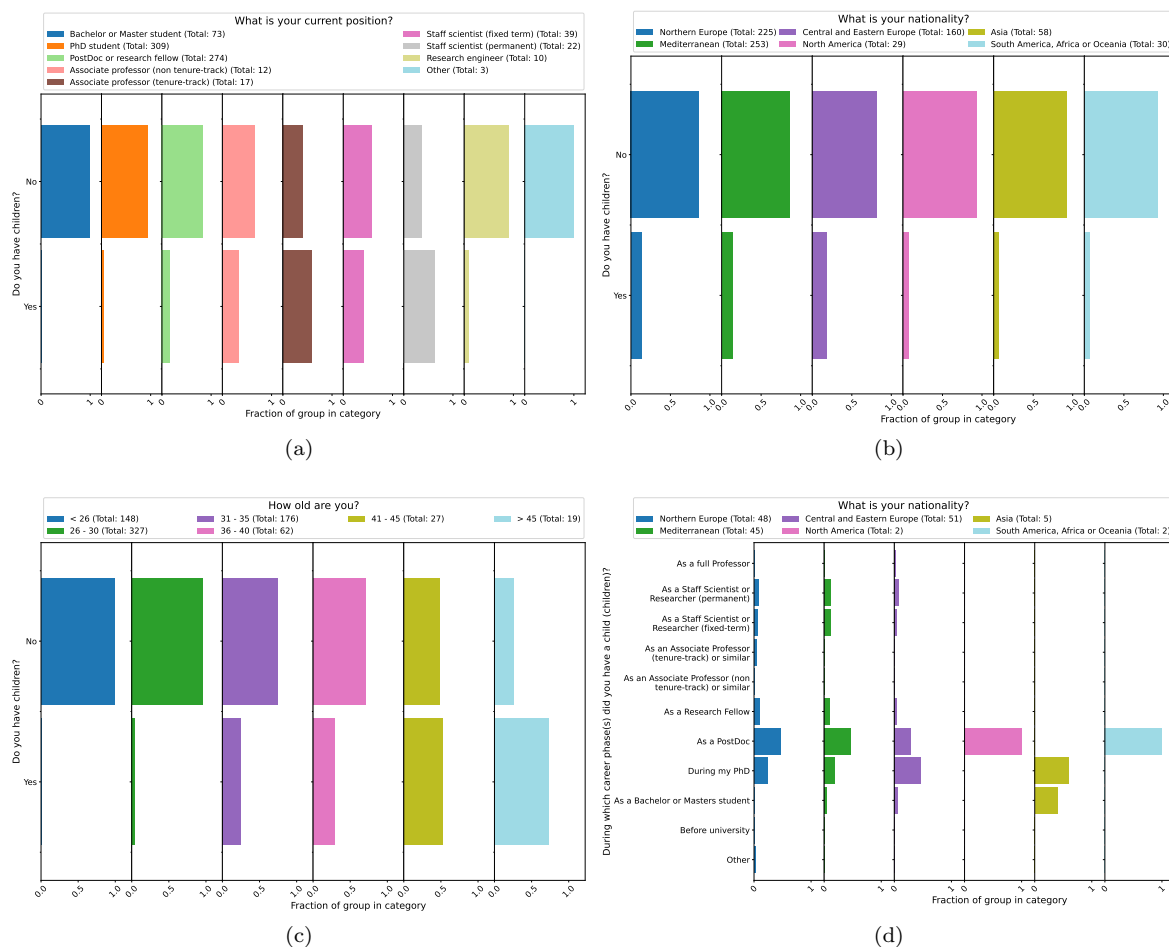 What is your current position?
Bachelor or Master student (Total: 73)
PhD student (Total: 309)
PostDoc or research fellow (Total: 274)
Associate professor (non tenure-track) (Total: 12)
Associate professor (tenure-track) (Total: 17)
Staff scientist (fixed term) (Total: 39)
Staff scientist (permanent) (Total: 22)
Research engineer (Total: 10)
Other (Total: 3)
Do you have children?
No
Yes
0 1 0 1 0 1 0 1 0 1 0 1 0 1 0 1 0 1
Fraction of group in category
(a)
What is your nationality?
Northern Europe (Total: 225)
Mediterranean (Total: 253)
Central and Eastern Europe (Total: 160)
North America (Total: 29)
Asia (Total: 58)
South America, Africa or Oceania (Total: 30)
Do you have children?
No
Yes
0.0 0.5 1.0 0.0 0.5 1.0 0.0 0.5 1.0 0.0 0.5 1.0 0.0 0.5 1.0 0.0 0.5 1.0
Fraction of group in category
(b)
How old are you?
< 26 (Total: 148)
26 - 30 (Total: 327)
31 - 35 (Total: 176)
36 - 40 (Total: 62)
41 - 45 (Total: 27)
> 45 (Total: 19)
Do you have children?
No
Yes
0.0 0.5 1.0 0.0 0.5 1.0 0.0 0.5 1.0 0.0 0.5 1.0 0.0 0.5 1.0 0.0 0.5 1.0
Fraction of group in category
(c)
What is your nationality?
Northern Europe (Total: 48)
Mediterranean (Total: 45)
Central and Eastern Europe (Total: 51)
North America (Total: 2)
Asia (Total: 5)
South America, Africa or Oceania (Total: 2)
During which career phase(s) did you have a child (children)?
As a full Professor
As a Staff Scientist or
Researcher (permanent)
As a Staff Scientist or
Researcher (fixed-term)
As an Associate Professor
(tenure-track) or similar
As an Associate Professor (non
tenure-track) or similar
As a Research Fellow
As a PostDoc
During my PhD
As a Bachelor or Masters student
Before university
Other
0 1 0 1 0 1 0 1 0 1 0 1
Fraction of group in category
(d)